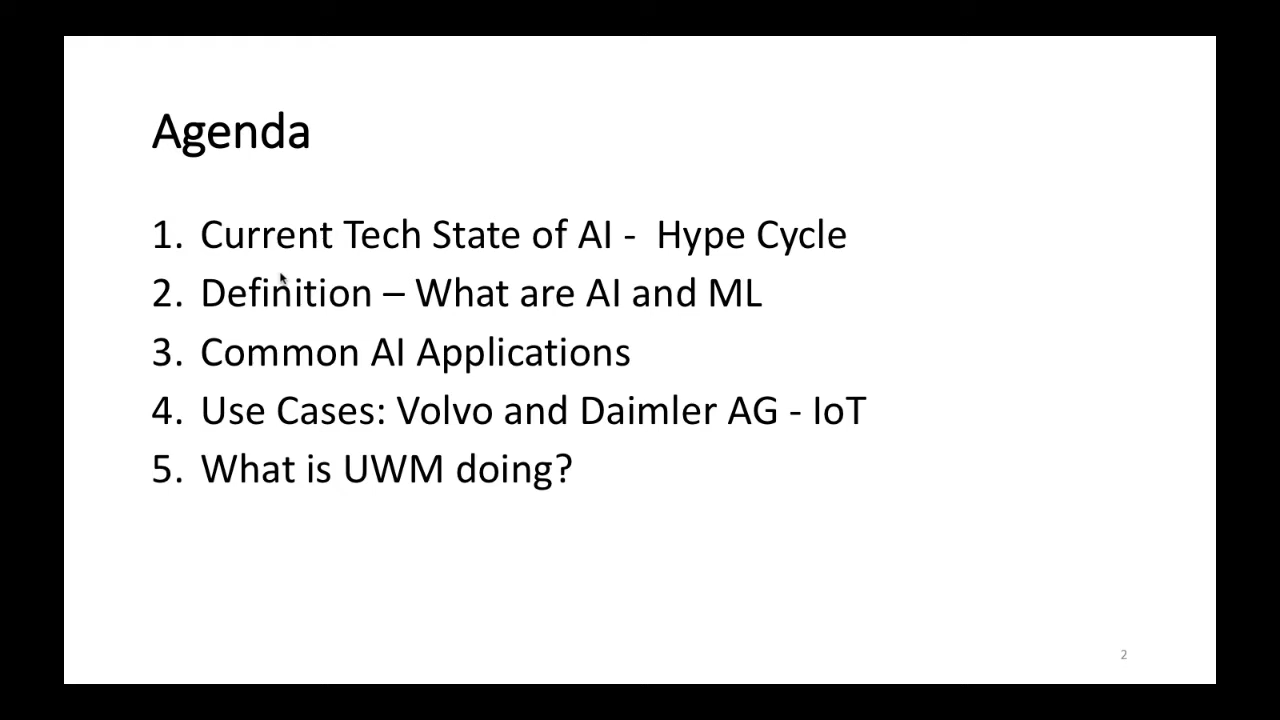 Agenda
1. Current Tech State of AI -  Hype Cycle
2. Definition – What are AI and ML
3. Common AI Applications
4. Use Cases: Volvo and Daimler AG - IoT
5. What is UWM doing?
2